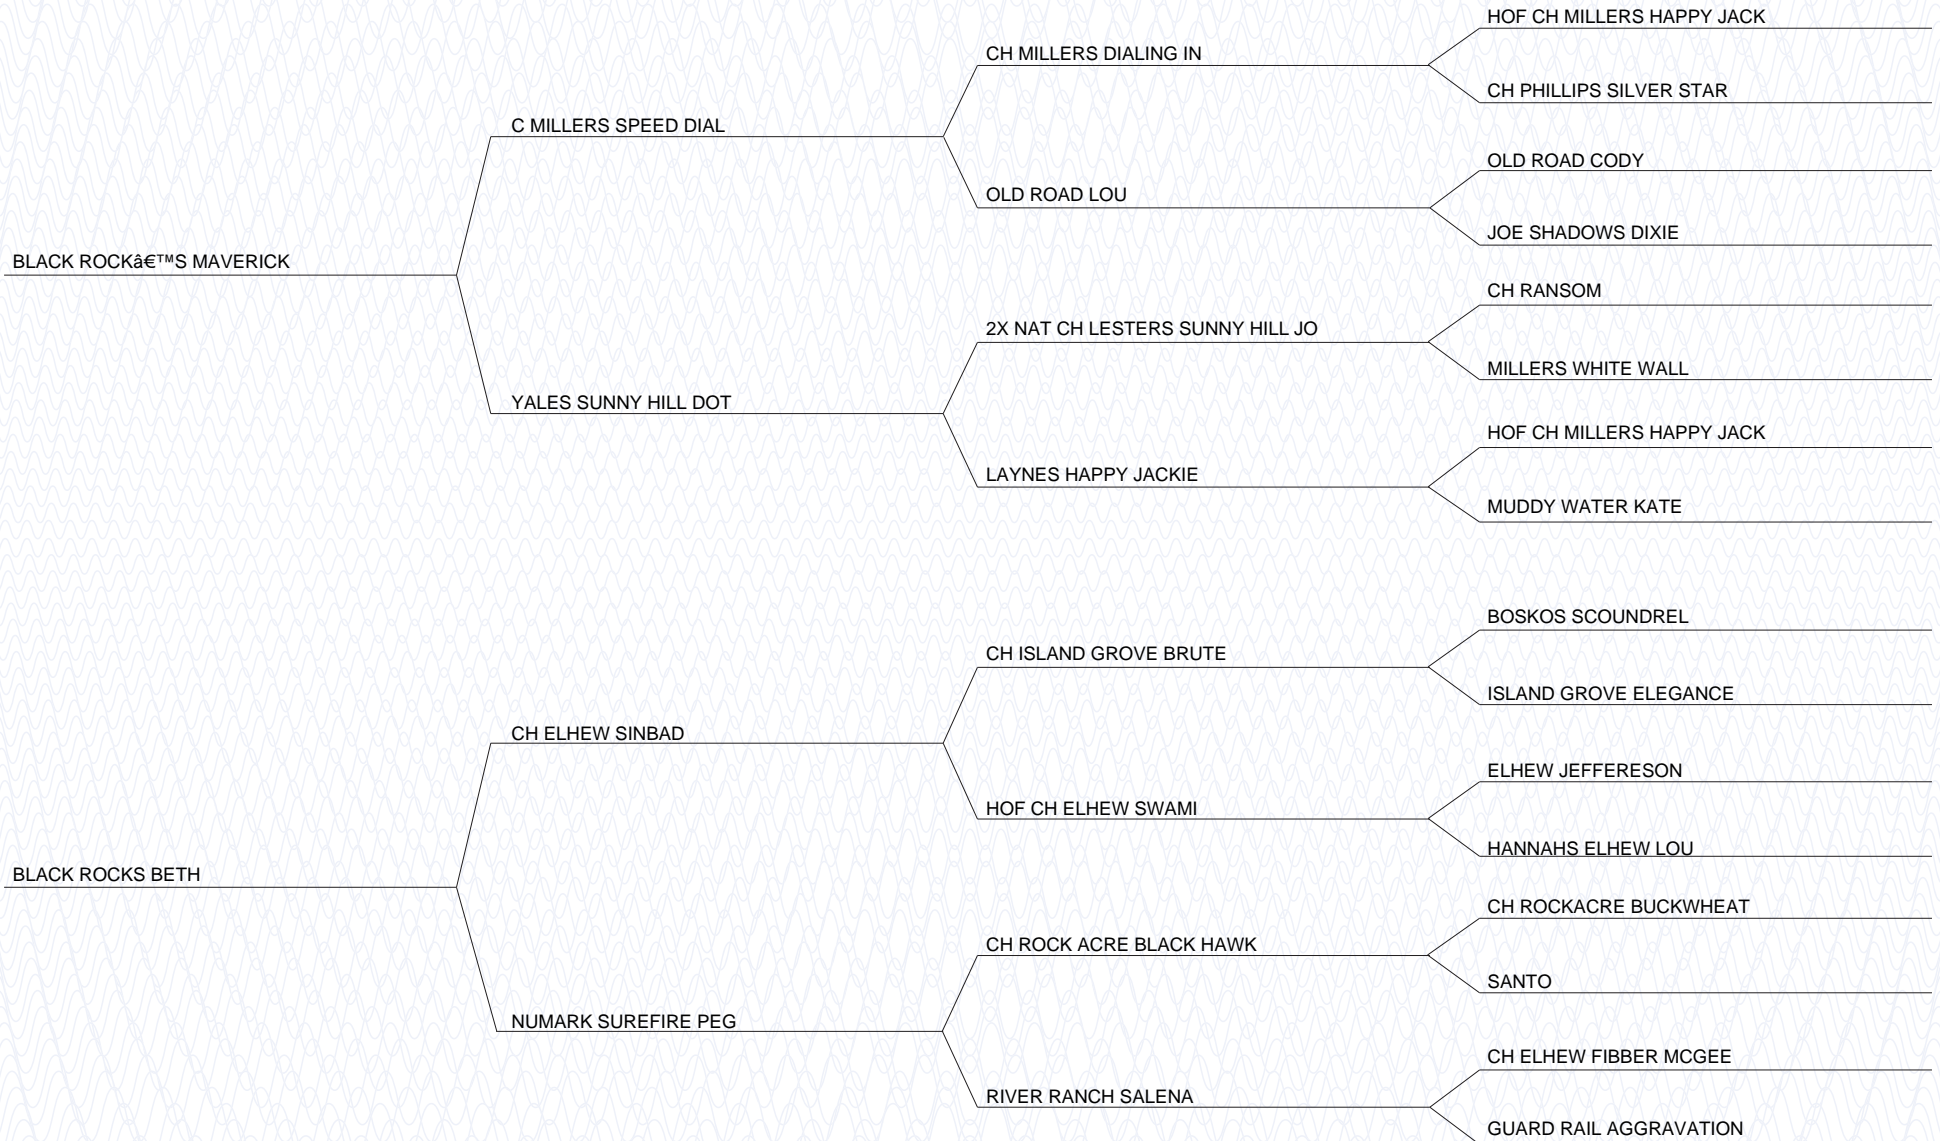 HOF CH MILLERS HAPPY JACK
CH MILLERS DIALING IN
CH PHILLIPS SILVER STAR
C MILLERS SPEED DIAL
OLD ROAD CODY
OLD ROAD LOU
JOE SHADOWS DIXIE
BLACK ROCKâ€™S MAVERICK
CH RANSOM
2X NAT CH LESTERS SUNNY HILL JO
MILLERS WHITE WALL
YALES SUNNY HILL DOT
HOF CH MILLERS HAPPY JACK
LAYNES HAPPY JACKIE
MUDDY WATER KATE
BOSKOS SCOUNDREL
CH ISLAND GROVE BRUTE
ISLAND GROVE ELEGANCE
CH ELHEW SINBAD
ELHEW JEFFERESON
HOF CH ELHEW SWAMI
HANNAHS ELHEW LOU
BLACK ROCKS BETH
CH ROCKACRE BUCKWHEAT
CH ROCK ACRE BLACK HAWK
SANTO
NUMARK SUREFIRE PEG
CH ELHEW FIBBER MCGEE
RIVER RANCH SALENA
GUARD RAIL AGGRAVATION